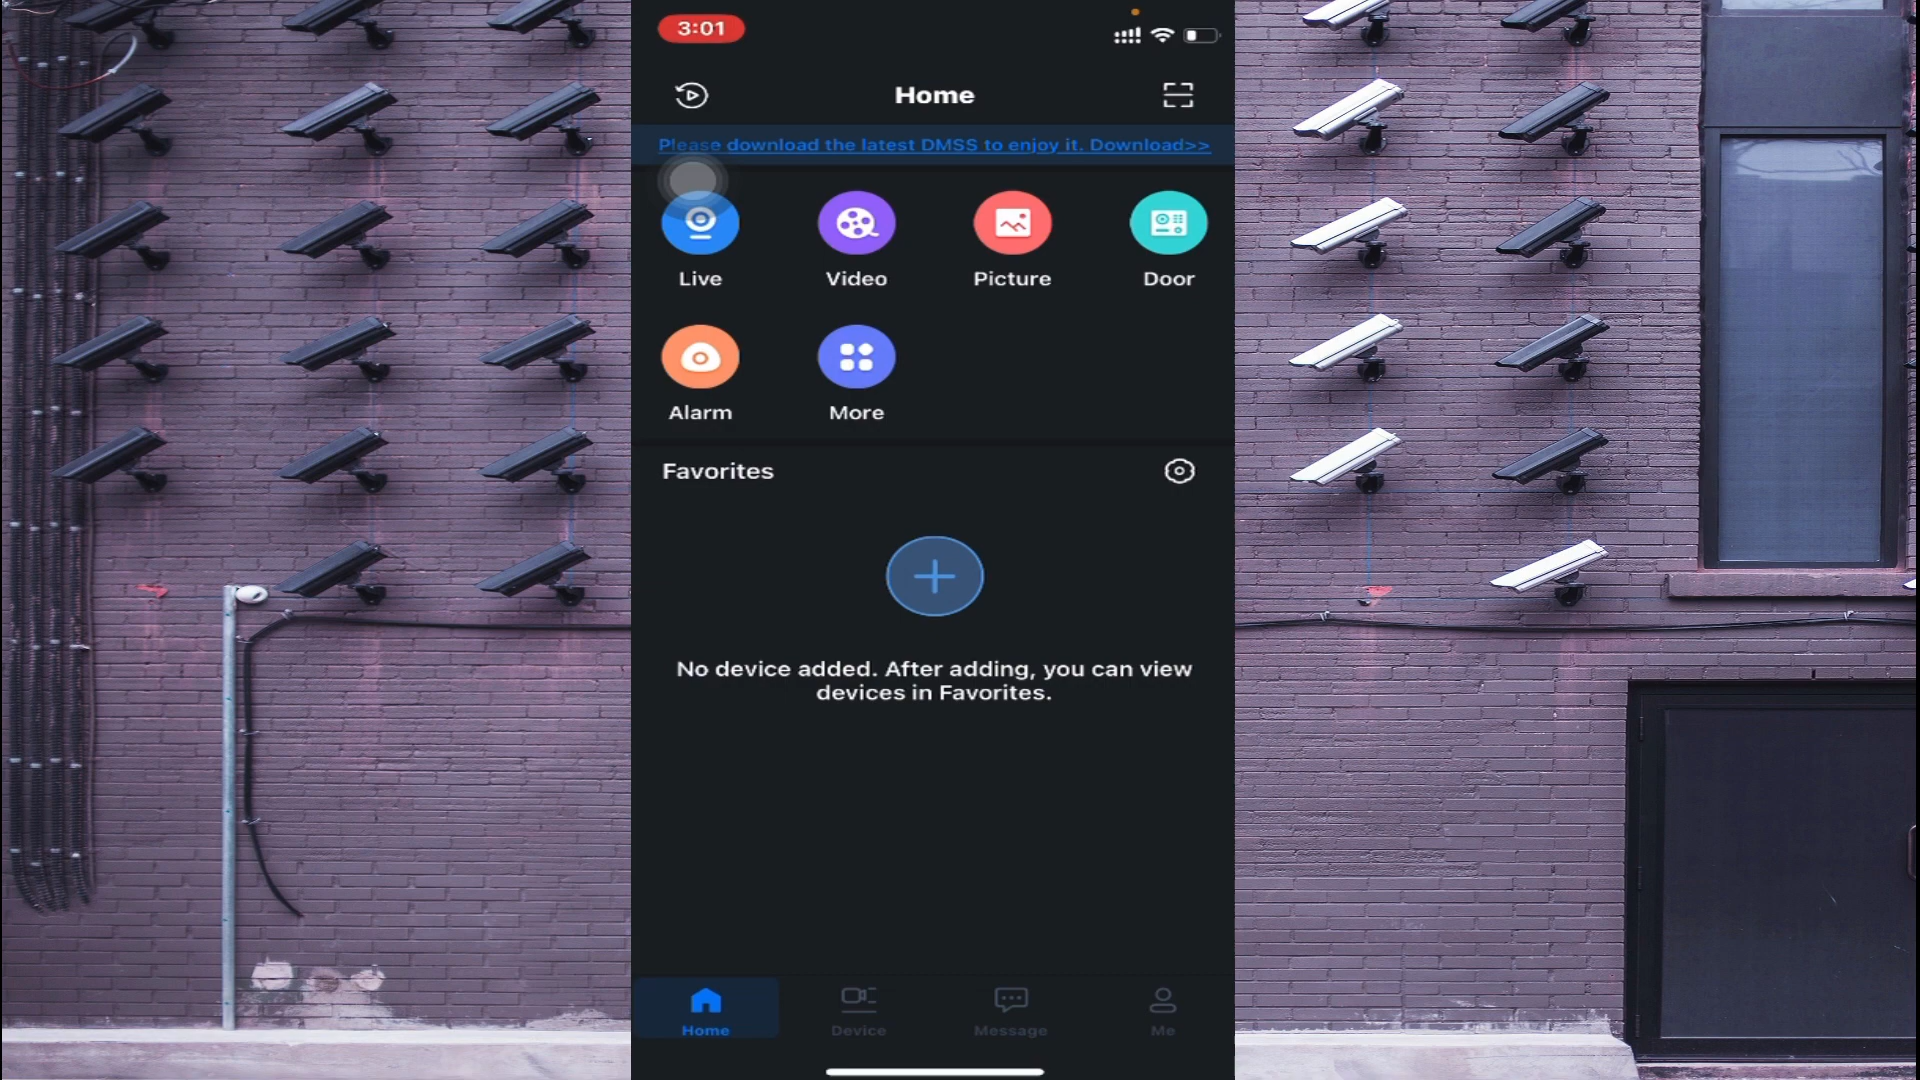 3:01
Home
Please download the latest DMSS to enjoy it. Download>>
Live
Video
Picture
Door
Alarm
More
Favorites
No device added. After adding, you can view
devices in Favorites.
Home
Device
Message
Me